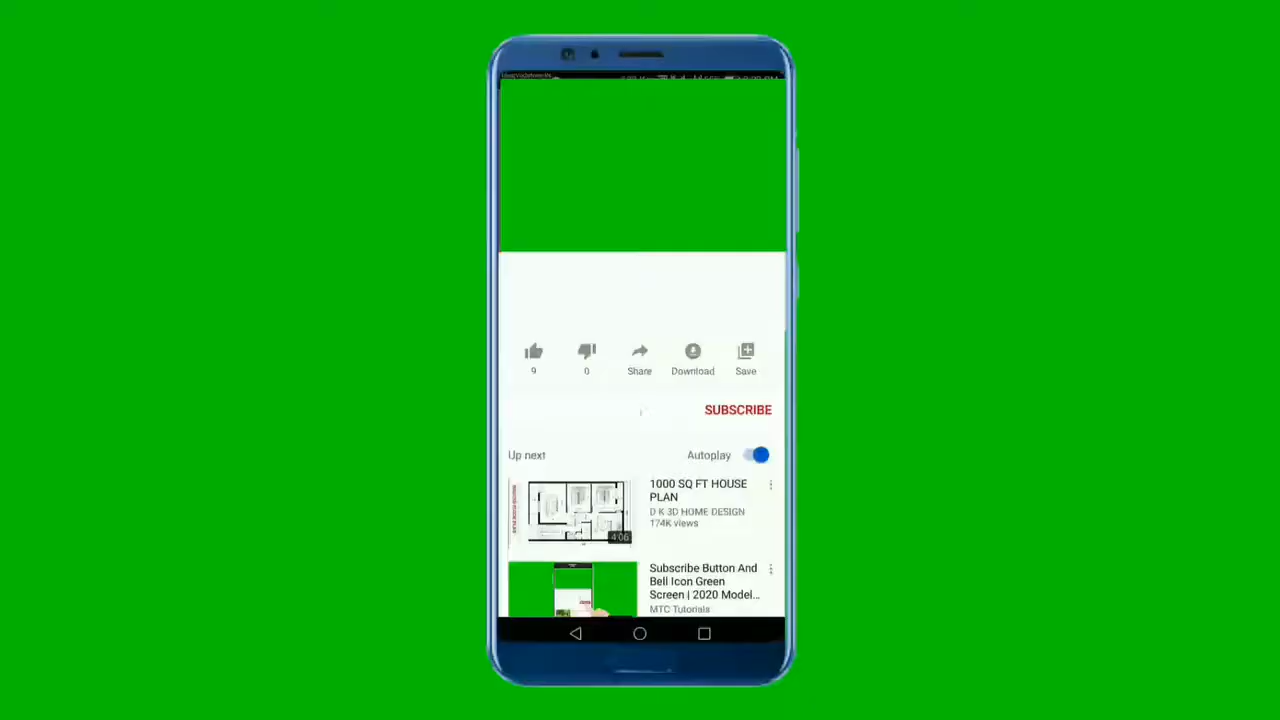 9
0
Share
Download
Save
SUBSCRIBE
Up next
Autoplay
1000 SQ FT HOUSE
PLAN
D K 3D HOME DESIGN
174K views
4:06
Subscribe Button And
Bell Icon Green
Screen | 2020 Model...
MTC Tutorials